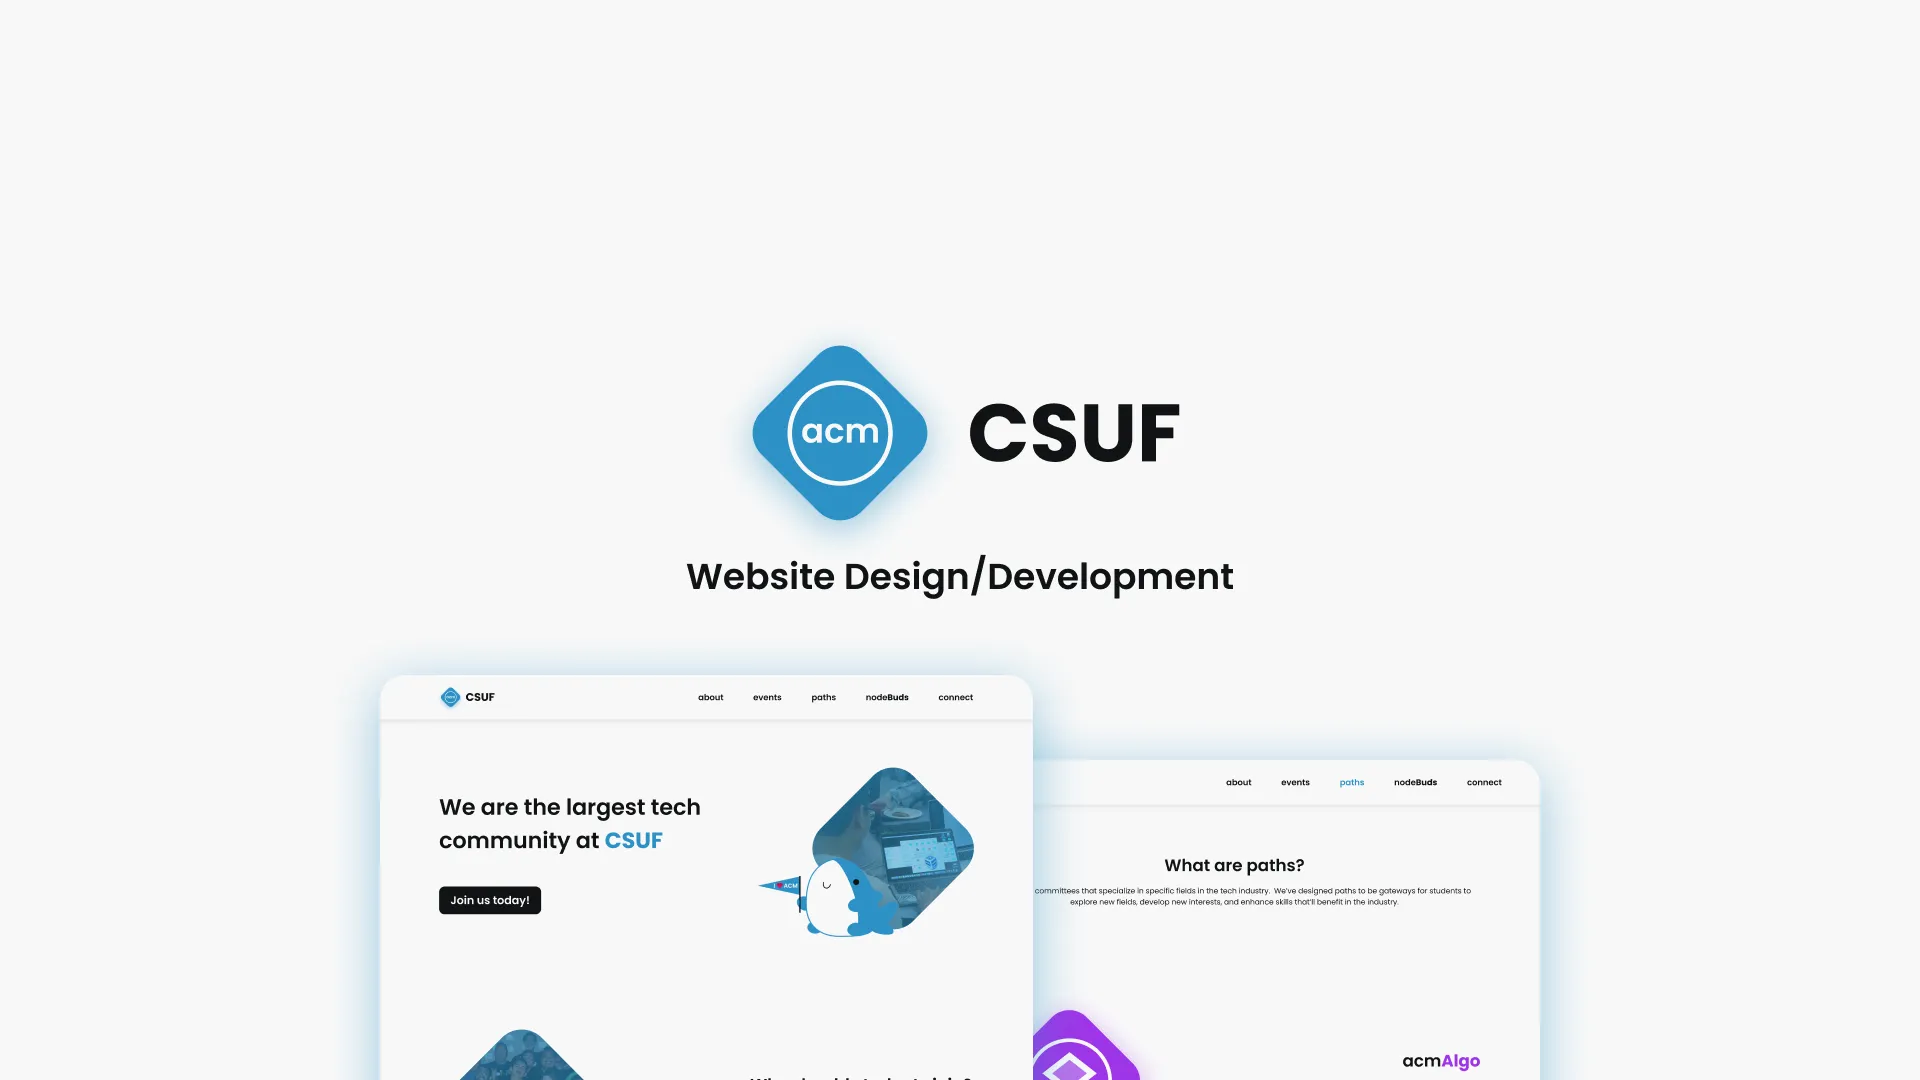 acm
CSUF
Website Design/Development
CSUF
about
events
paths
nodeBuds
connect
We are the largest tech
community at CSUF
Join us today!
ACM
about
events
paths
nodeBuds
connect
What are paths?
committees that specialize in specific fields in the tech industry. We've designed paths to be gateways for students to
explore new fields, develop new interests, and enhance skills that'll benefit in the industry.
acmAlgo